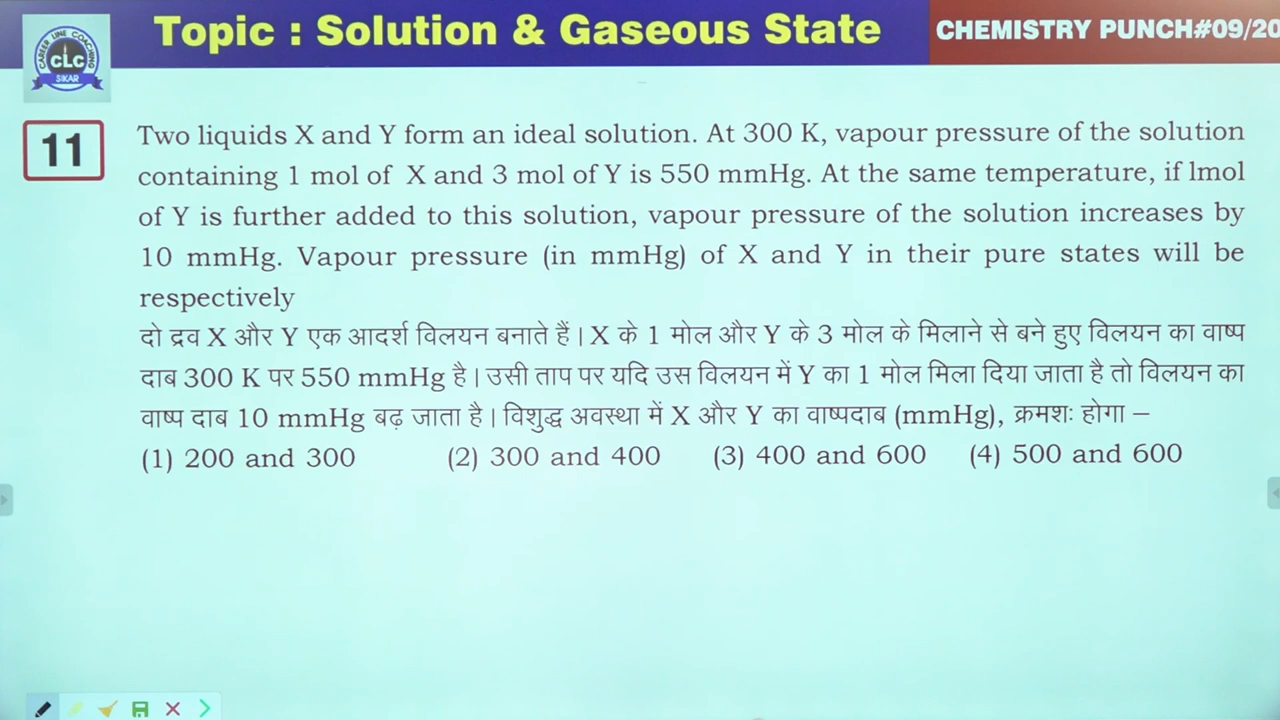 Topic : Solution & Gaseous State
CHEMISTRY PUNCH#09/20
CAREER LINE COACHING
CLC
SIKAR
11
Two liquids X and Y form an ideal solution. At 300 K, vapour pressure of the solution
containing 1 mol of X and 3 mol of Y is 550 mmHg. At the same temperature, if lmol
of Y is further added to this solution, vapour pressure of the solution increases by
10 mmHg. Vapour pressure (in mmHg) of X and Y in their pure states will be
respectively
दो द्रव X और Y एक आदर्श विलयन बनाते हैं। X के 1 मोल और Y के 3 मोल के मिलाने से बने हुए विलयन का वाष्प
दाब 300 K पर 550 mmHg है। उसी ताप पर यदि उस विलयन में Y का 1 मोल मिला दिया जाता है तो विलयन का
वाष्प दाब 10 mmHg बढ़ जाता है। विशुद्ध अवस्था में X और Y का वाष्पदाब (mmHg), क्रमशः होगा –
(1) 200 and 300 (2) 300 and 400 (3) 400 and 600 (4) 500 and 600